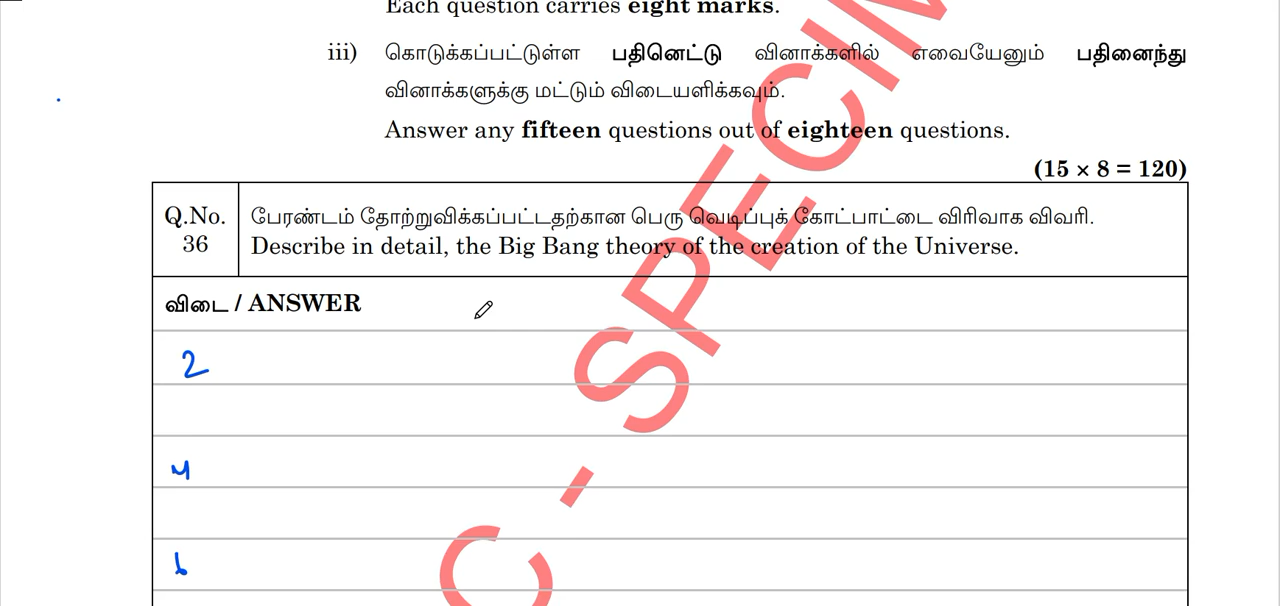 Each question carries eight marks.
iii) கொடுக்கப்பட்டுள்ள பதினெட்டு வினாக்களில் எவையேனும் பதினைந்து
வினாக்களுக்கு மட்டும் விடையளிக்கவும்.
Answer any fifteen questions out of eighteen questions.
(15 × 8 = 120)
Q.No. 36
பேரண்டம் தோற்றுவிக்கப்பட்டதற்கான பெரு வெடிப்புக் கோட்பாட்டை விரிவாக விவரி.
Describe in detail, the Big Bang theory of the creation of the Universe.
விடை / ANSWER
2
4
6
C - SPECIM